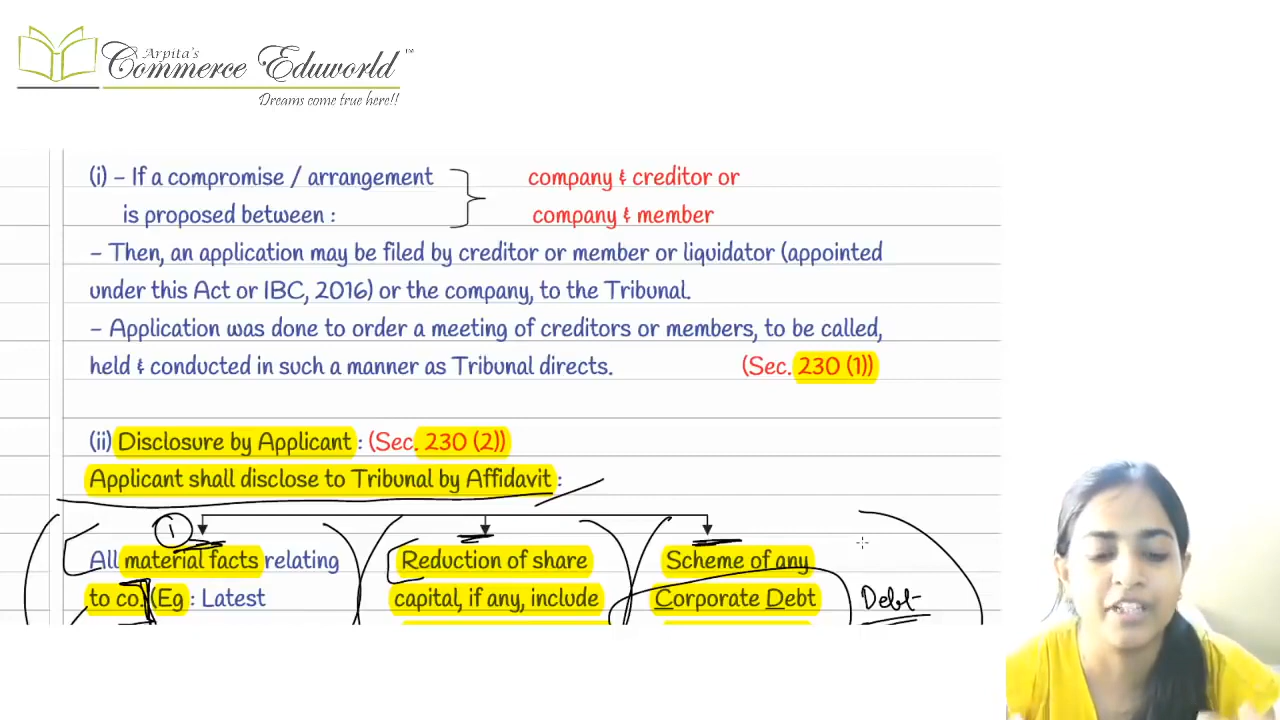 Arpita's
Commerce Eduworld™
Dreams come true here!!
(i) – If a compromise / arrangement
is proposed between :
company & creditor or
company & member
– Then, an application may be filed by creditor or member or liquidator (appointed
under this Act or IBC, 2016) or the company, to the Tribunal.
– Application was done to order a meeting of creditors or members, to be called,
held & conducted in such a manner as Tribunal directs. (Sec. 230 (1))
(ii) Disclosure by Applicant : (Sec. 230 (2))
Applicant shall disclose to Tribunal by Affidavit :
1
All material facts relating
to co. (Eg : Latest
Reduction of share
capital, if any, include
Scheme of any
Corporate Debt
Debt